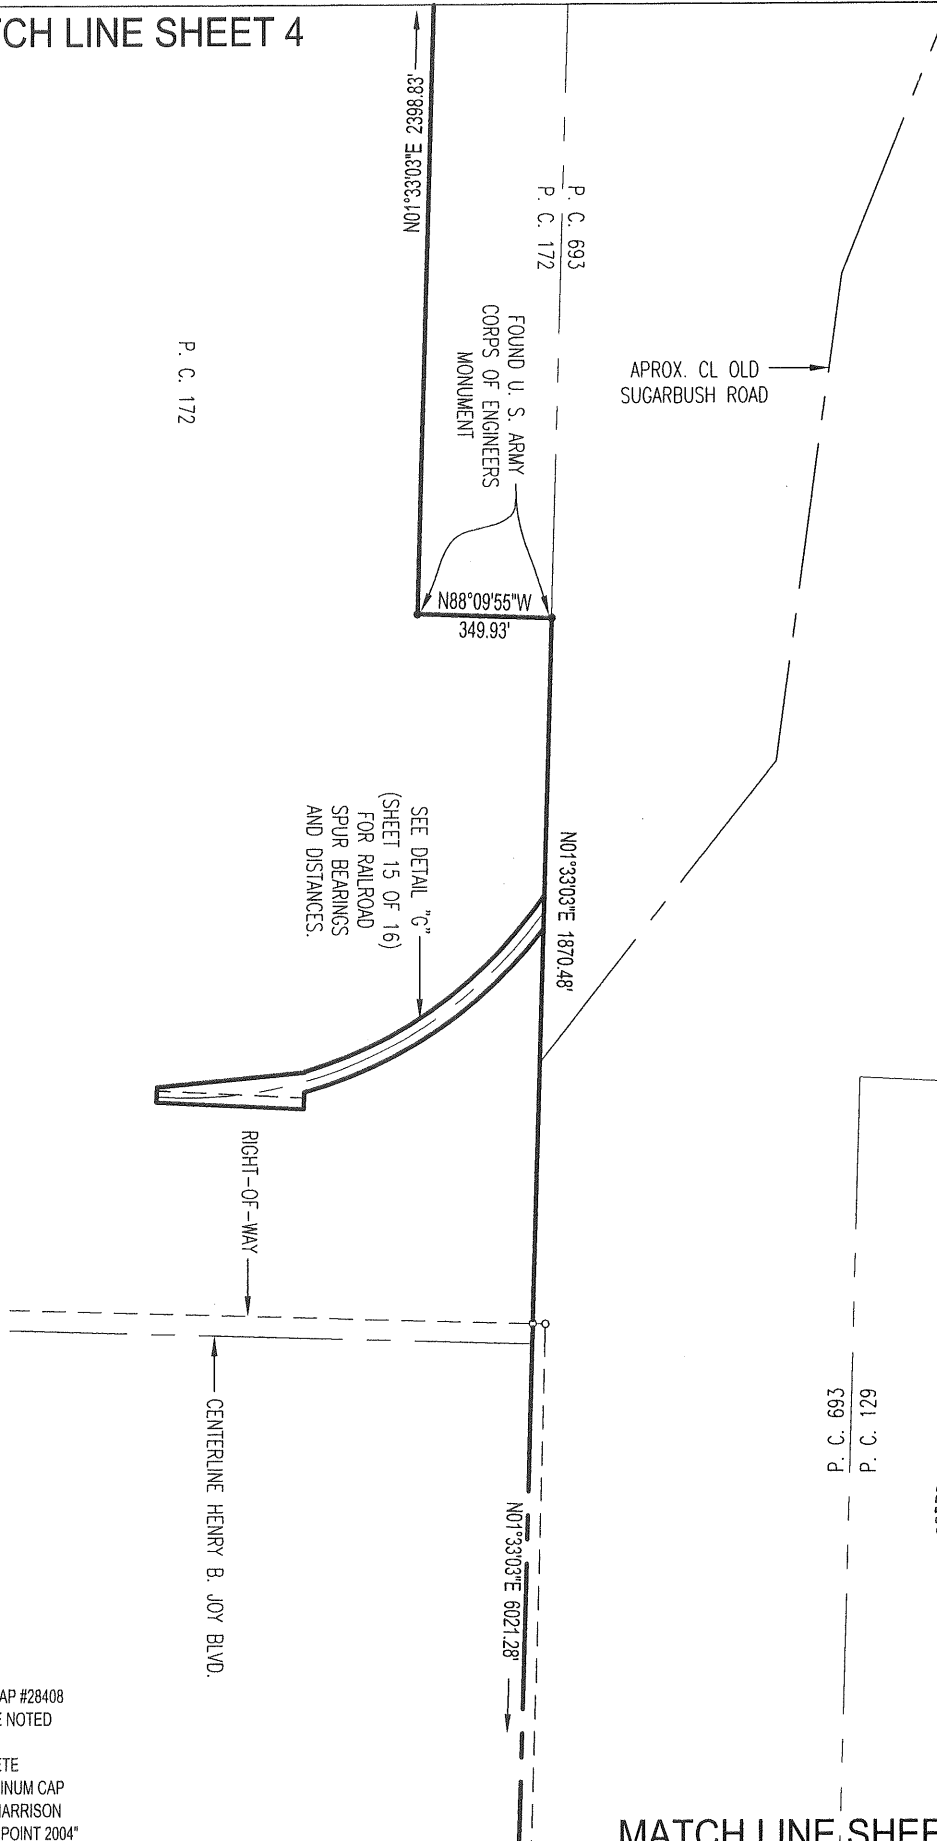 TCH LINE SHEET 4
N01°33'03"E 2398.83'
P. C. 693
P. C. 172
FOUND U. S. ARMY
CORPS OF ENGINEERS
MONUMENT
APROX. CL OLD
SUGARBUSH ROAD
P. C. 172
N88°09'55"W
349.93'
SEE DETAIL "G"
(SHEET 15 OF 16)
FOR RAILROAD
SPUR BEARINGS
AND DISTANCES.
N01°33'03"E 1870.48'
RIGHT-OF-WAY
CENTERLINE HENRY B. JOY BLVD.
P. C. 129
P. C. 693
N01°33'03"E 6021.28'
AP #28408
E NOTED
ETE
INUM CAP
HARRISON
POINT 2004"
MATCH LINE SHEE